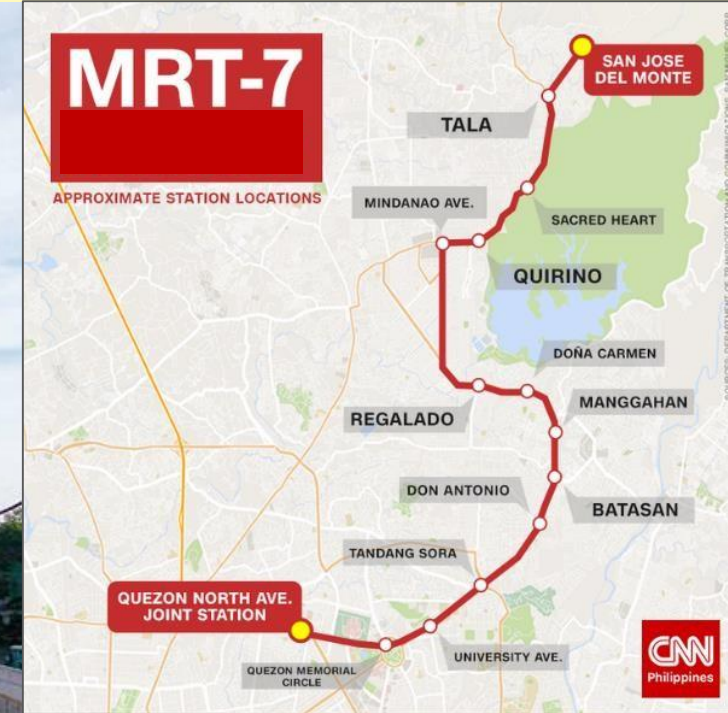 MRT-7
APPROXIMATE STATION LOCATIONS
SAN JOSE
DEL MONTE
TALA
MINDANAO AVE.
SACRED HEART
QUIRINO
DOÑA CARMEN
MANGGAHAN
REGALADO
DON ANTONIO
BATASAN
TANDANG SORA
QUEZON NORTH AVE.
JOINT STATION
UNIVERSITY AVE.
QUEZON MEMORIAL
CIRCLE
CNN
Philippines